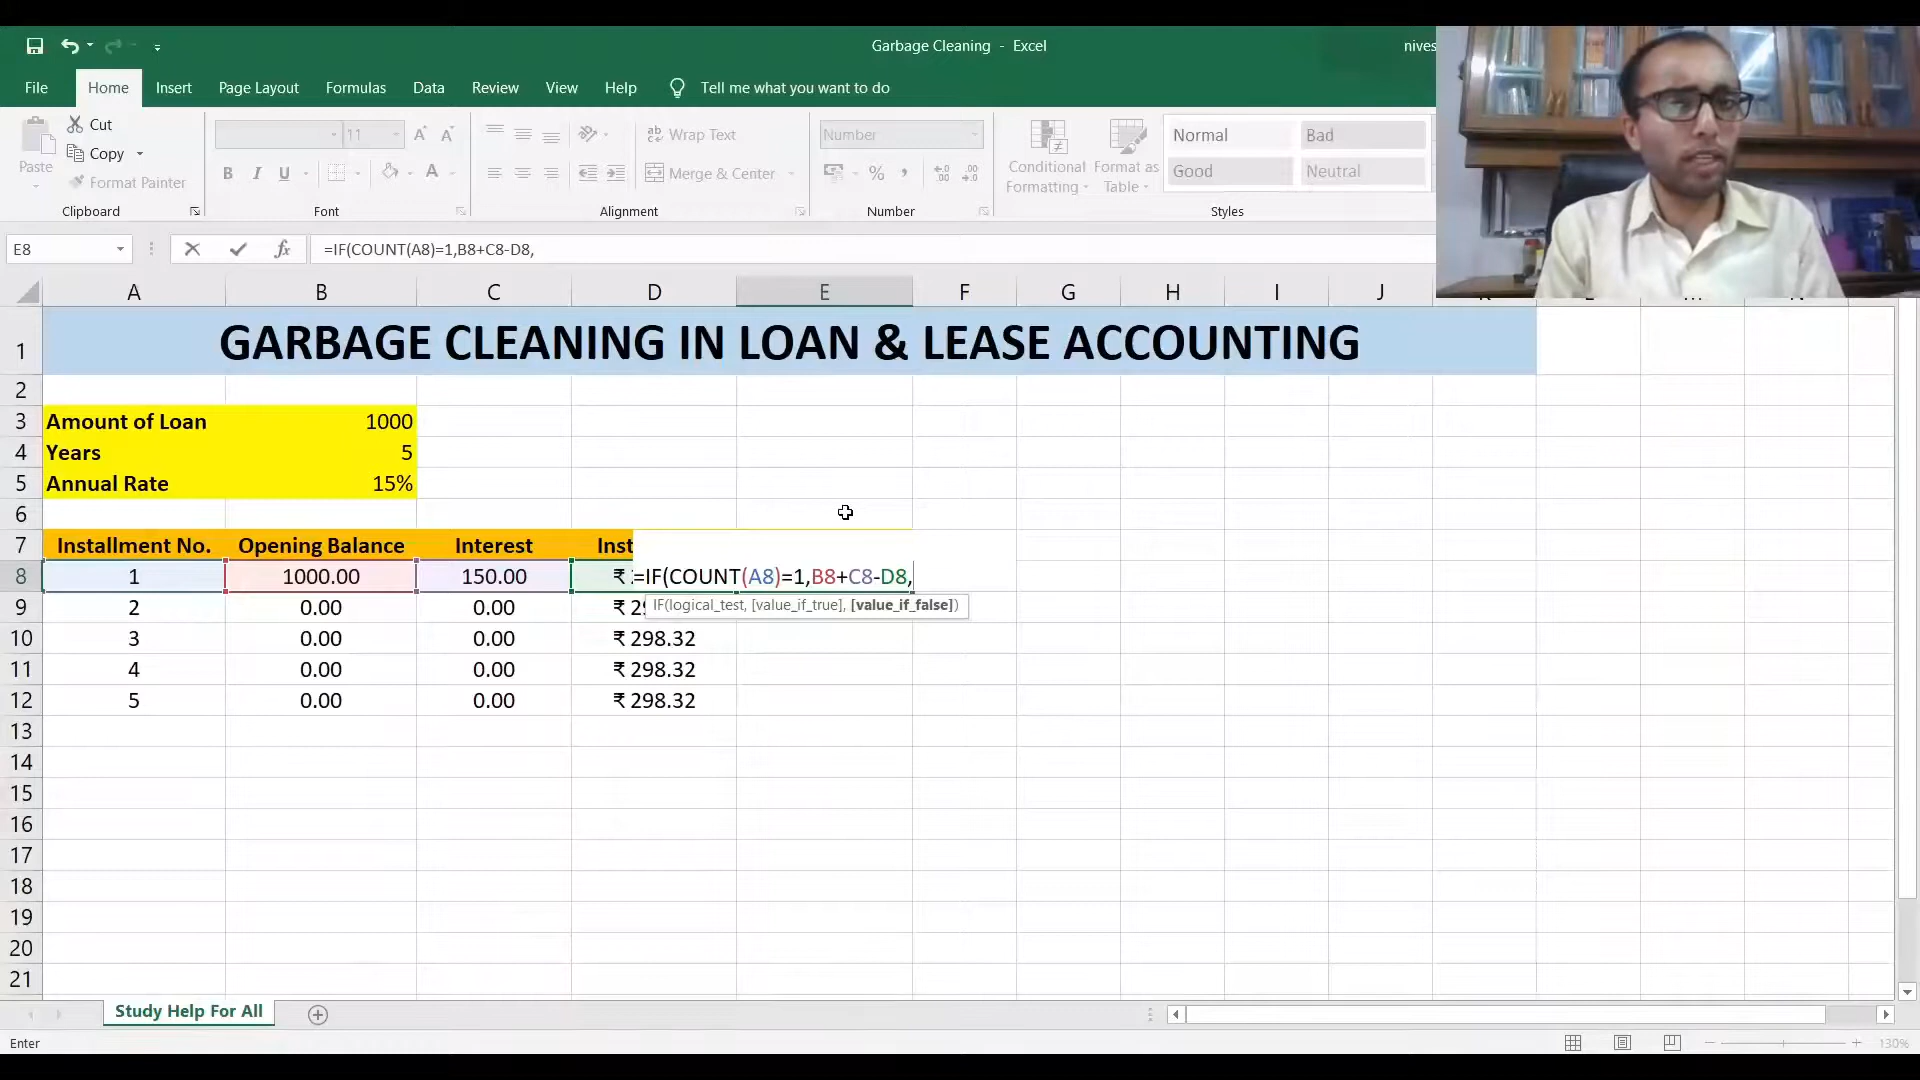 Garbage Cleaning - Excel
nives
File Home Insert Page Layout Formulas Data Review View Help Tell me what you want to do
Paste
Cut
Copy
Format Painter
Clipboard
11
A A
B I U A
Font
ab Wrap Text
Merge & Center
Alignment
Number
% ,
Number
Conditional Formatting
Format as Table
Normal Bad
Good Neutral
Styles
E8 fx =IF(COUNT(A8)=1,B8+C8-D8,
A B C D E F G H I J
1 GARBAGE CLEANING IN LOAN & LEASE ACCOUNTING
2
3 Amount of Loan 1000
4 Years 5
5 Annual Rate 15%
6
7 Installment No. Opening Balance Interest Inst
8 1 1000.00 150.00 ₹ =IF(COUNT(A8)=1,B8+C8-D8,
IF(logical_test, [value_if_true], [value_if_false])
9 2 0.00 0.00 ₹ 29
10 3 0.00 0.00 ₹ 298.32
11 4 0.00 0.00 ₹ 298.32
12 5 0.00 0.00 ₹ 298.32
13
14
15
16
17
18
19
20
21
Study Help For All
Enter
130%